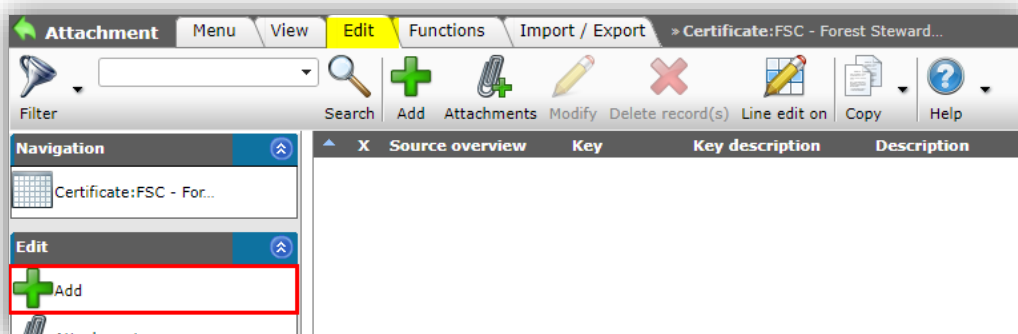 Attachment Menu View Edit Functions Import / Export » Certificate:FSC - Forest Steward...
Filter Search Add Attachments Modify Delete record(s) Line edit on Copy Help
Navigation X Source overview Key Key description Description
Certificate:FSC - For...
Edit
Add